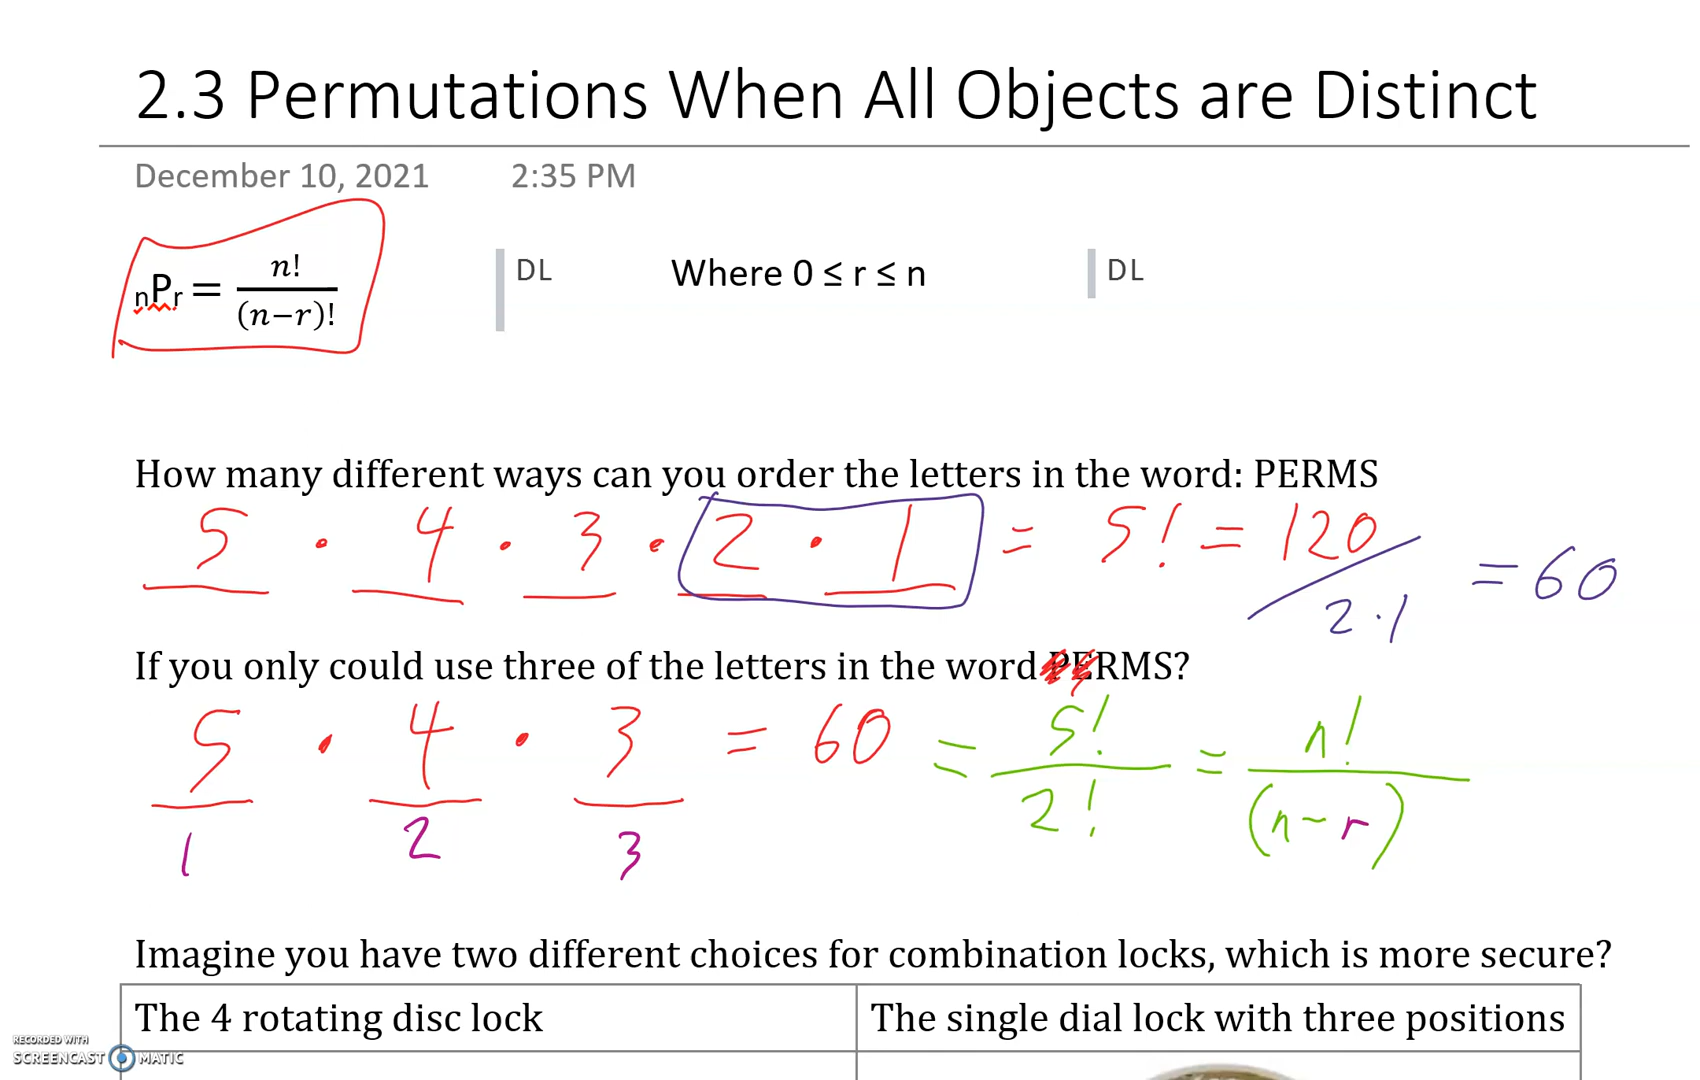 2.3 Permutations When All Objects are Distinct
December 10, 2021 2:35 PM
nPr = n!/(n−r)! DL Where 0 ≤ r ≤ n DL
How many different ways can you order the letters in the word: PERMS
5 · 4 · 3 · 2 · 1 = 5! = 120/2·1 = 60
If you only could use three of the letters in the word PERMS?
5 · 4 · 3 = 60 = 5!/2! = n!/(n−r)
1 2 3
Imagine you have two different choices for combination locks, which is more secure?
The 4 rotating disc lock The single dial lock with three positions
RECORDED WITH
SCREENCAST MATIC